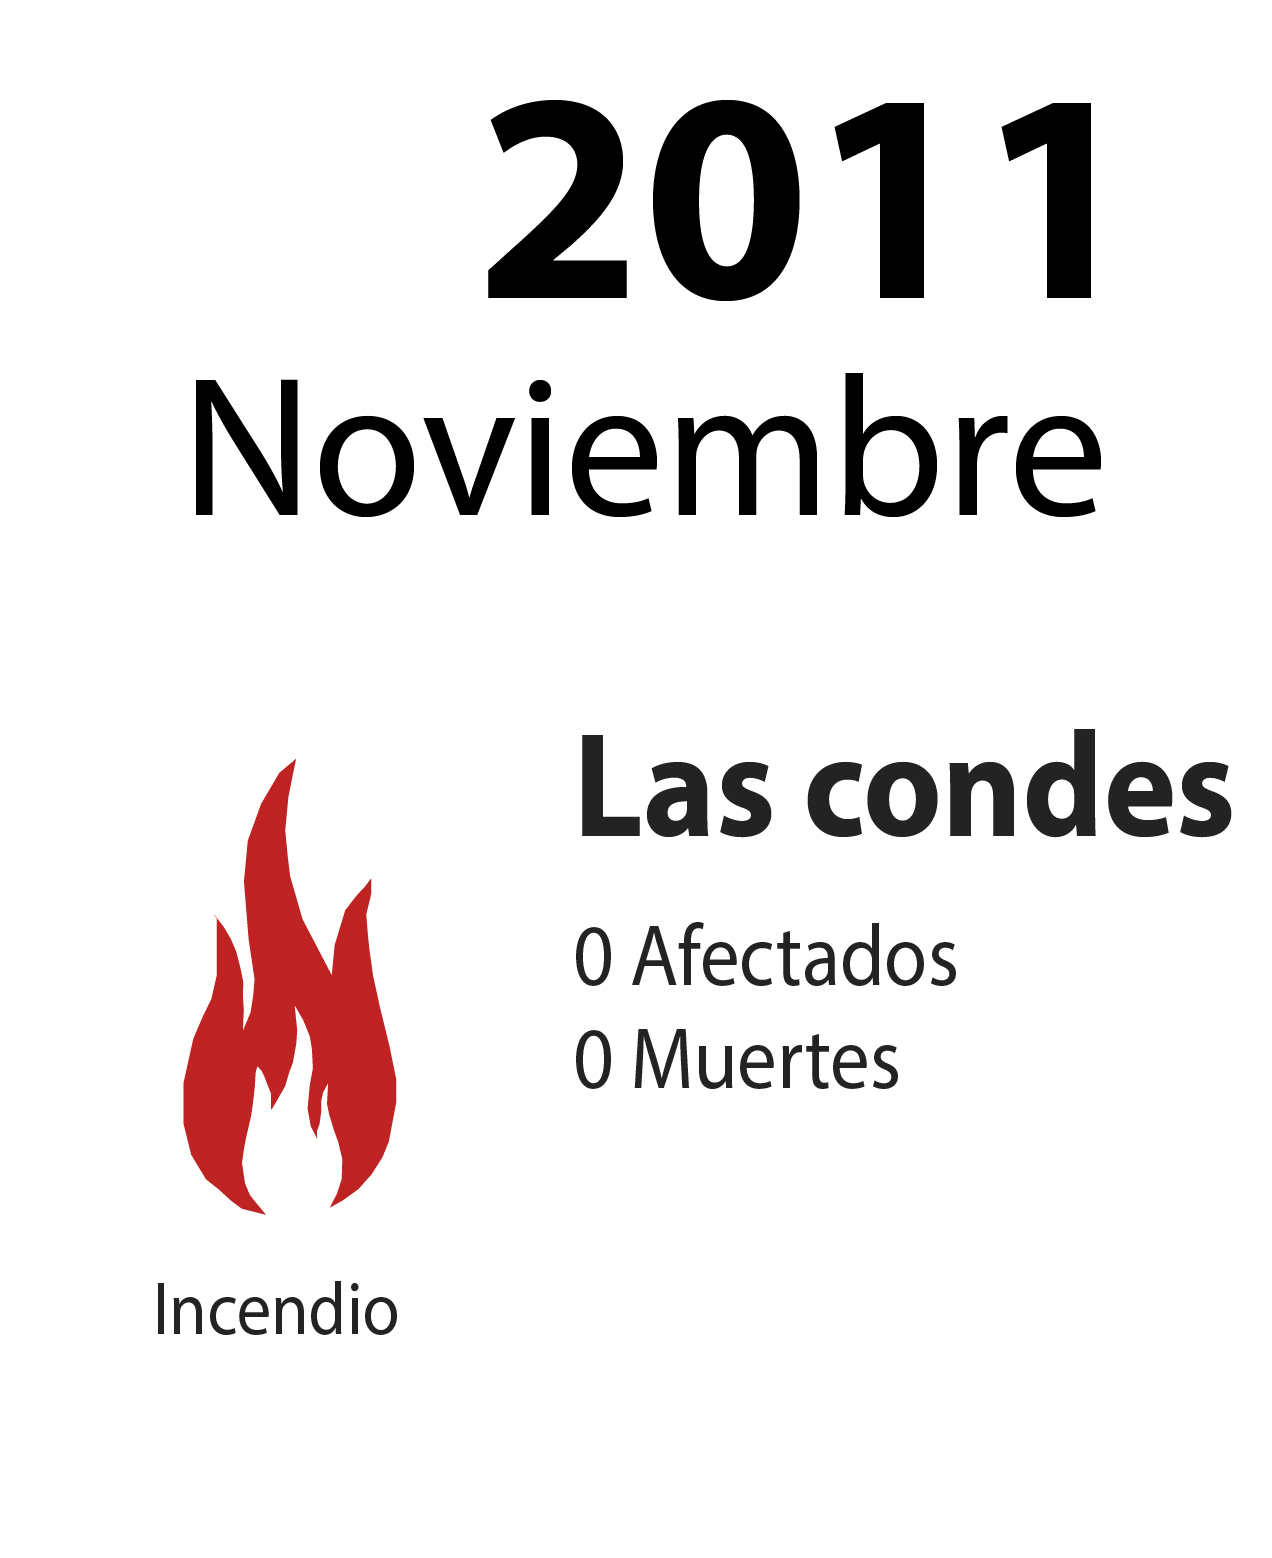 2011
Noviembre
Las condes
0 Afectados
0 Muertes
Incendio